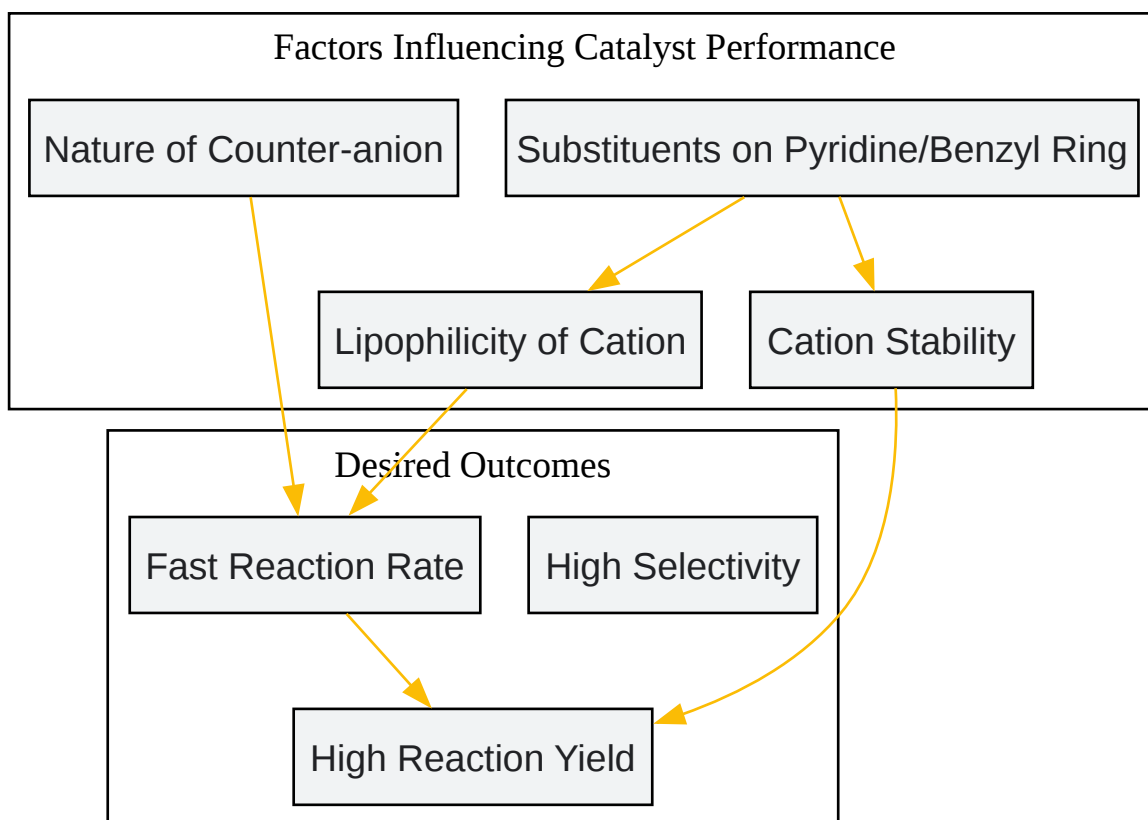 Factors Influencing Catalyst Performance
Nature of Counter-anion
Substituents on Pyridine/Benzyl Ring
Lipophilicity of Cation
Cation Stability
Desired Outcomes
Fast Reaction Rate
High Selectivity
High Reaction Yield